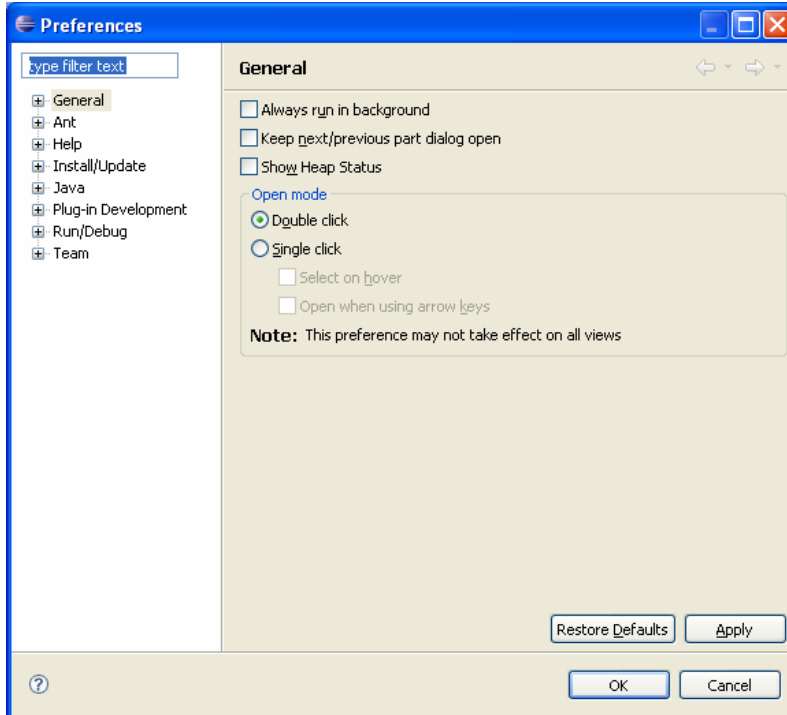 Preferences
type filter text
General
Ant
Help
Install/Update
Java
Plug-in Development
Run/Debug
Team
General
Always run in background
Keep next/previous part dialog open
Show Heap Status
Open mode
Double click
Single click
Select on hover
Open when using arrow keys
Note: This preference may not take effect on all views
Restore Defaults Apply
? OK Cancel